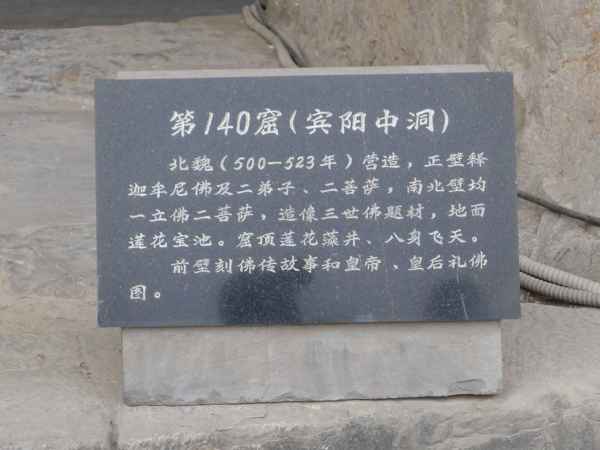 第140窟(宾阳中洞)
北魏(500—523年)营造,正壁释
迦牟尼佛及二弟子、二菩萨,南北壁均
一立佛二菩萨,造像三世佛题材,地面
莲花宝池。窟顶莲花藻井、八身飞天。
前壁刻佛传故事和皇帝、皇后礼佛
图。